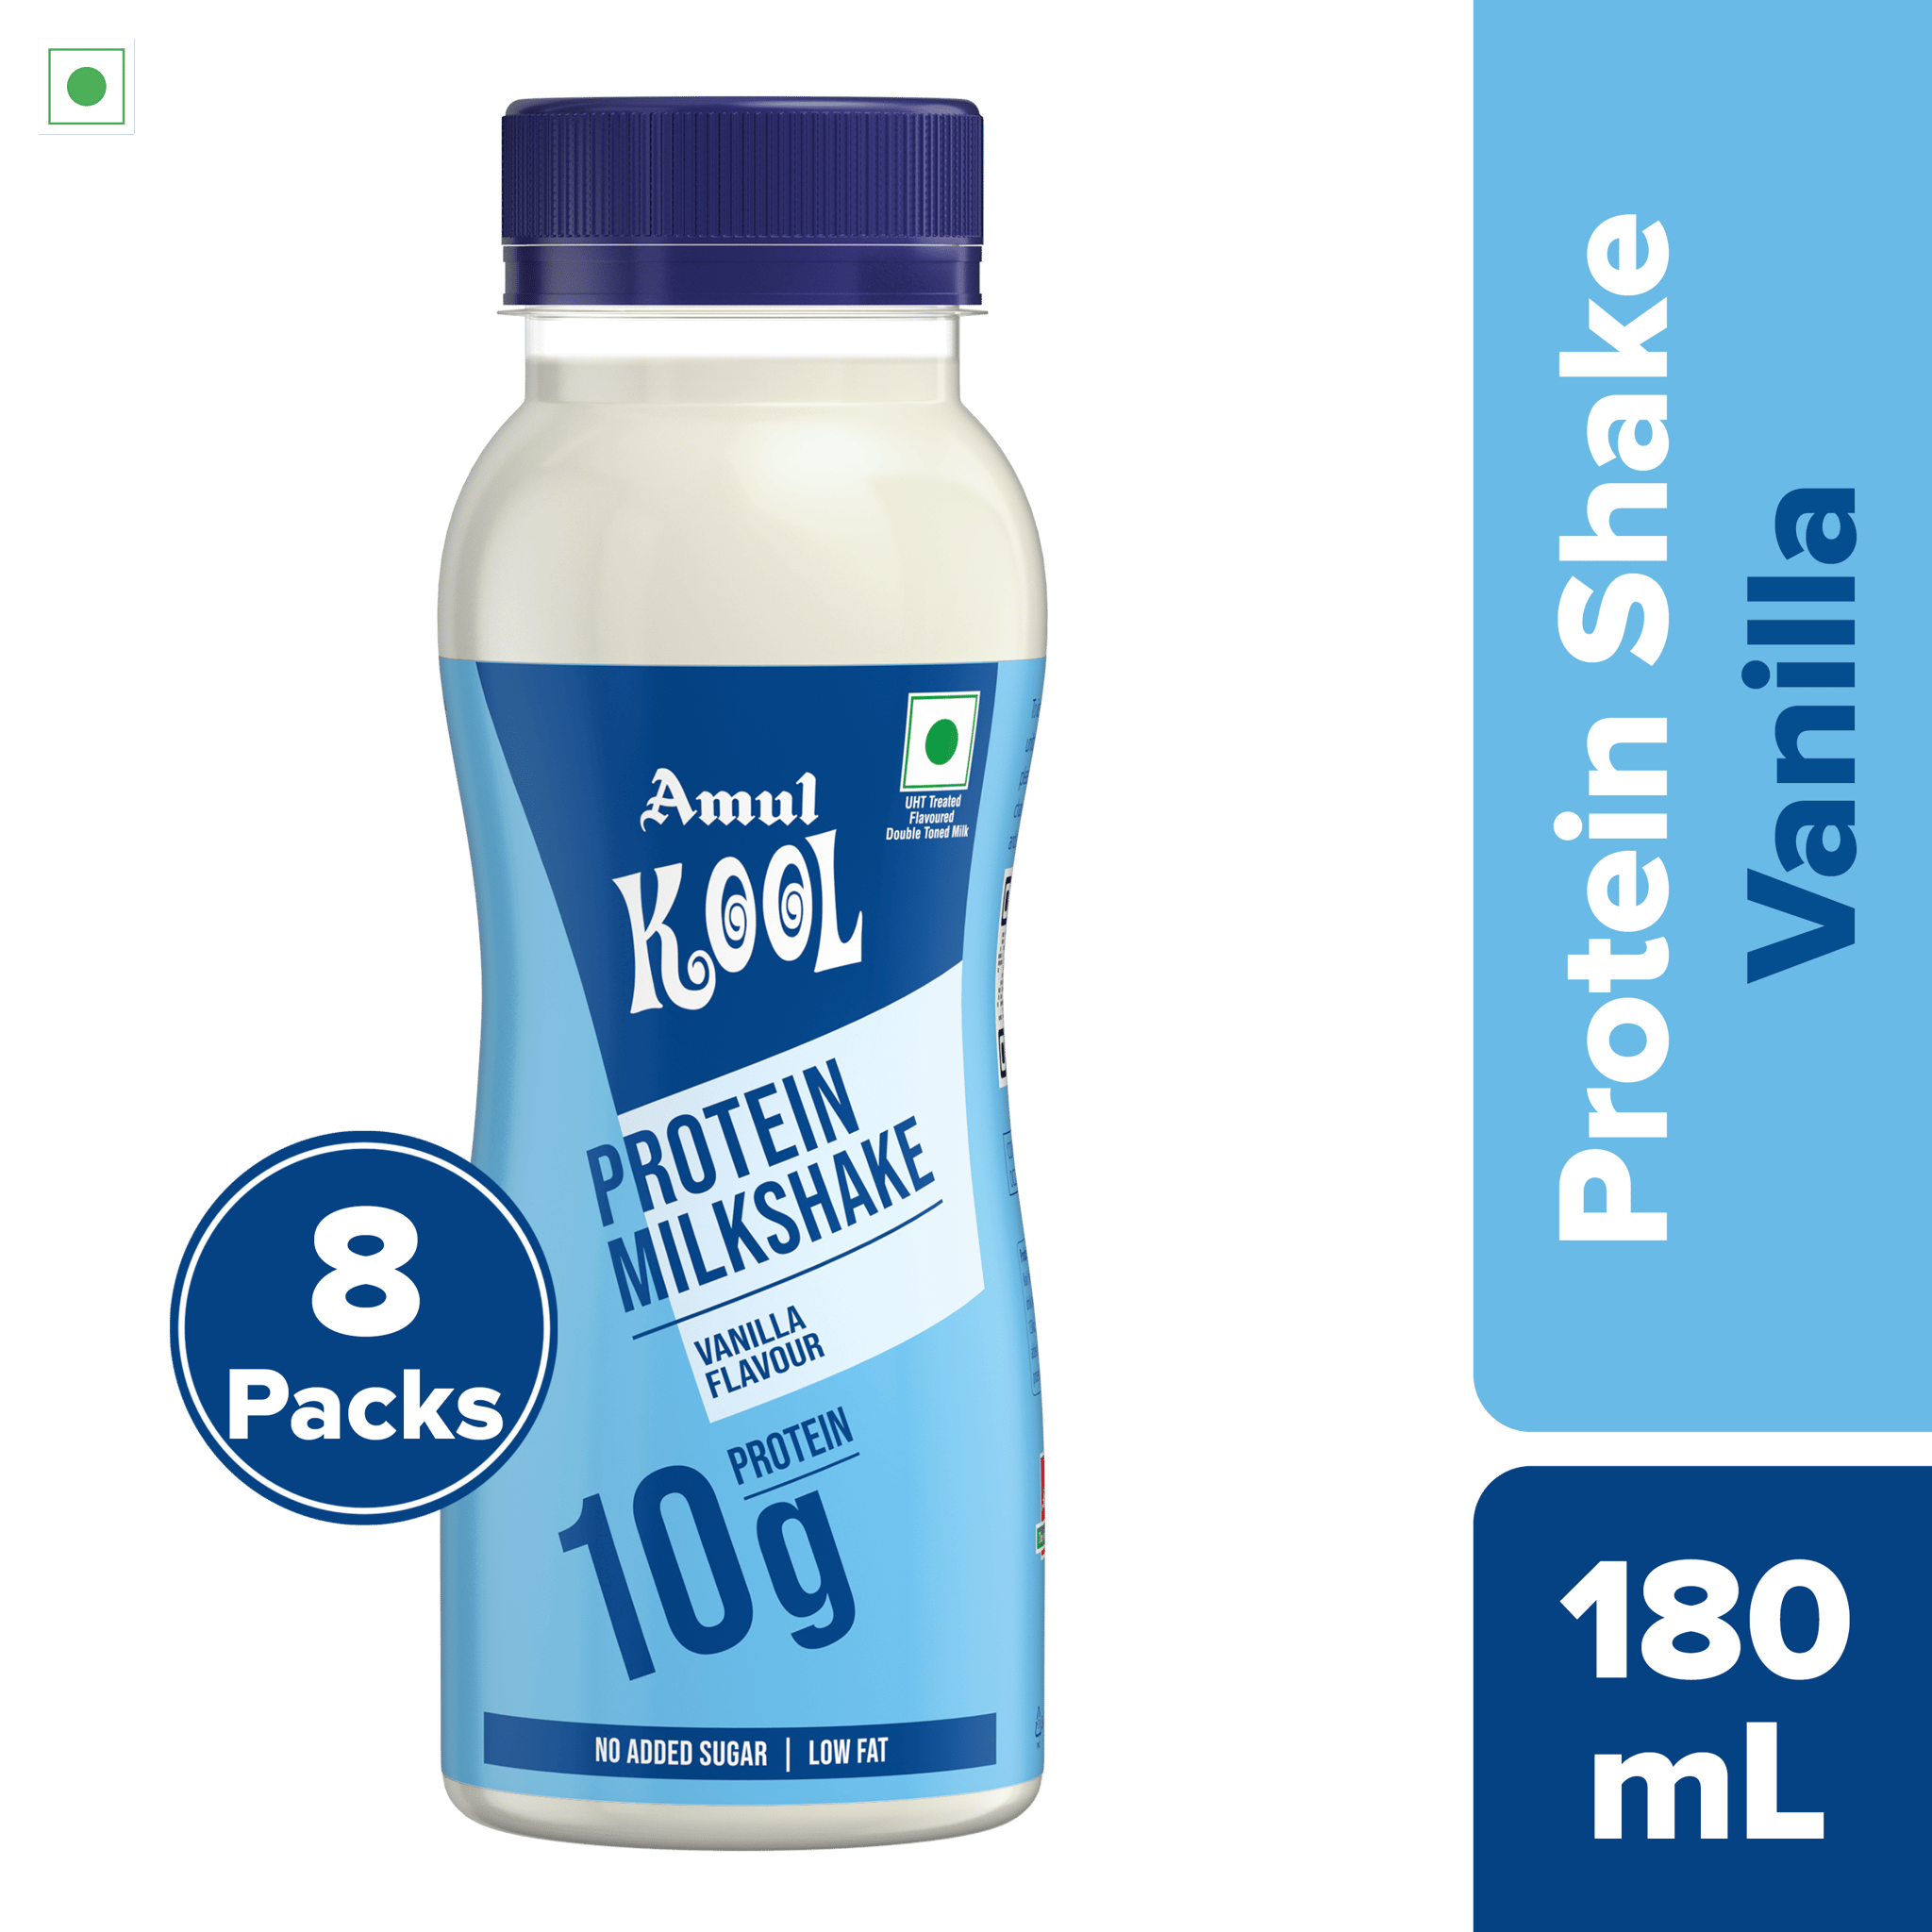 Amul
KOOL
UHT Treated
Flavoured
Double Toned Milk
PROTEIN
MILKSHAKE
VANILLA
FLAVOUR
PROTEIN
10g
NO ADDED SUGAR | LOW FAT
8
Packs
Protein Shake
Vanilla
180
mL